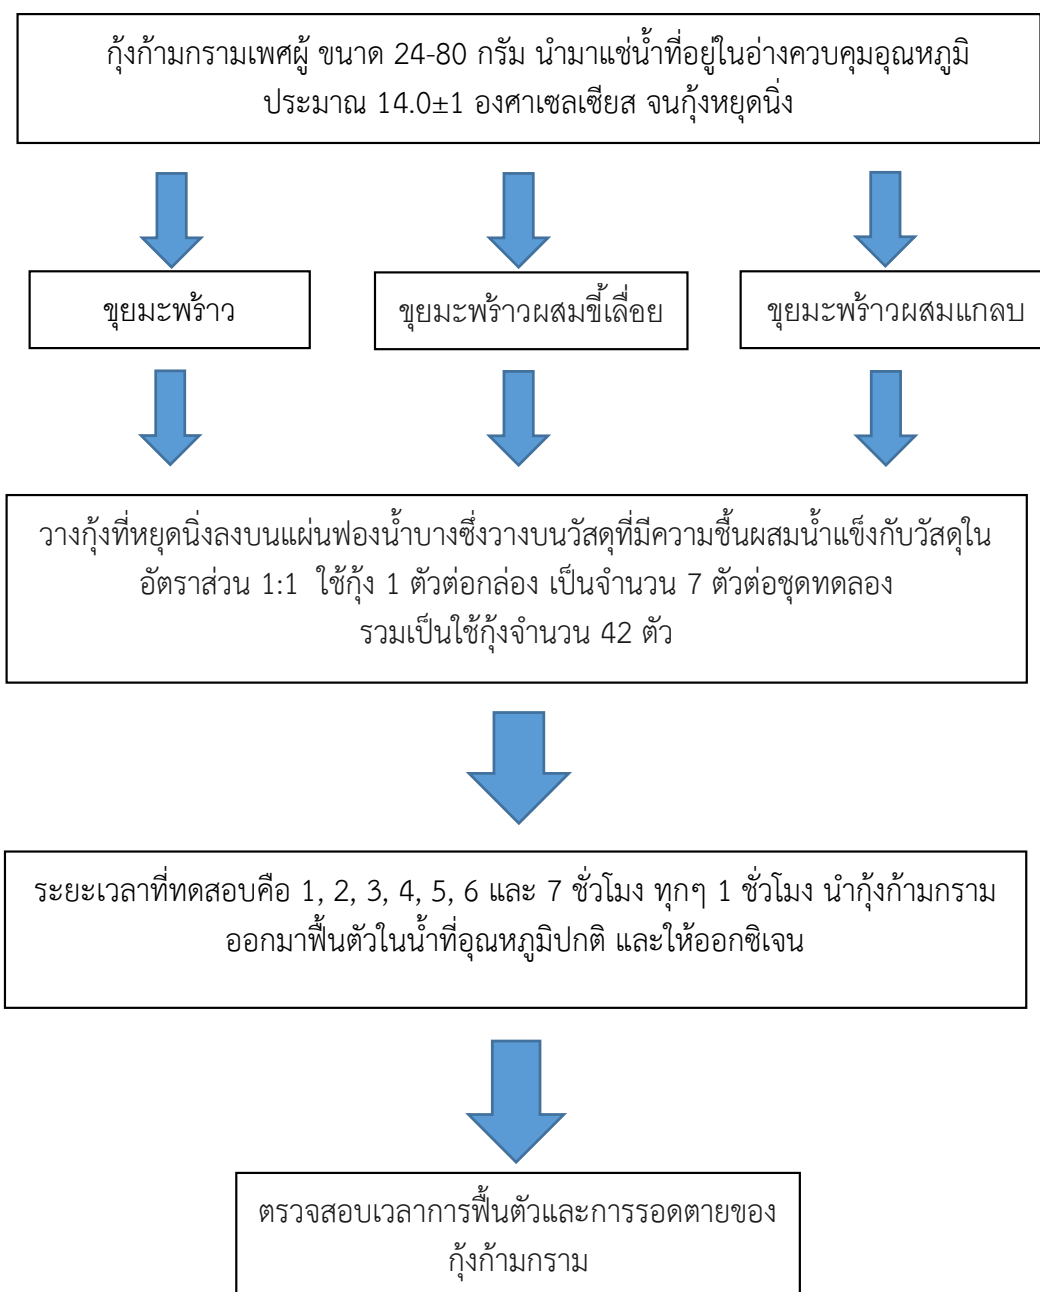 กุ้งก้ามกรามเพศผู้ ขนาด 24-80 กรัม นำมาแช่น้ำที่อยู่ในอ่างควบคุมอุณหภูมิ
ประมาณ 14.0±1 องศาเซลเซียส จนกุ้งหยุดนิ่ง
ขุยมะพร้าว
ขุยมะพร้าวผสมขี้เลื่อย
ขุยมะพร้าวผสมแกลบ
วางกุ้งที่หยุดนิ่งลงบนแผ่นฟองน้ำบางซึ่งวางบนวัสดุที่มีความชื้นผสมน้ำแข็งกับวัสดุใน
อัตราส่วน 1:1 ใช้กุ้ง 1 ตัวต่อกล่อง เป็นจำนวน 7 ตัวต่อชุดทดลอง
รวมเป็นใช้กุ้งจำนวน 42 ตัว
ระยะเวลาที่ทดสอบคือ 1, 2, 3, 4, 5, 6 และ 7 ชั่วโมง ทุกๆ 1 ชั่วโมง นำกุ้งก้ามกราม
ออกมาฟื้นตัวในน้ำที่อุณหภูมิปกติ และให้ออกซิเจน
ตรวจสอบเวลาการฟื้นตัวและการรอดตายของ
กุ้งก้ามกราม